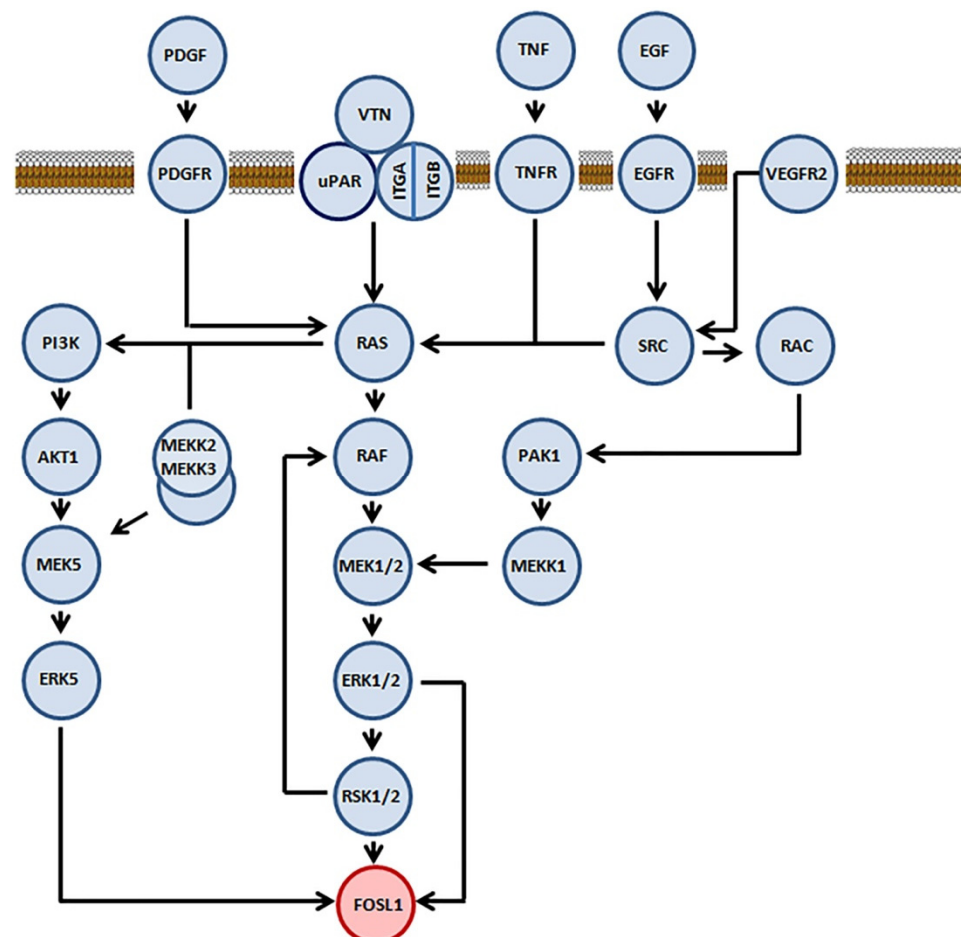 PDGF
TNF
EGF
VTN
PDGFR
uPAR
ITGA
ITGB
TNFR
EGFR
VEGFR2
PI3K
RAS
SRC
RAC
AKT1
MEKK2
MEKK3
RAF
PAK1
MEK5
MEK1/2
MEKK1
ERK5
ERK1/2
RSK1/2
FOSL1